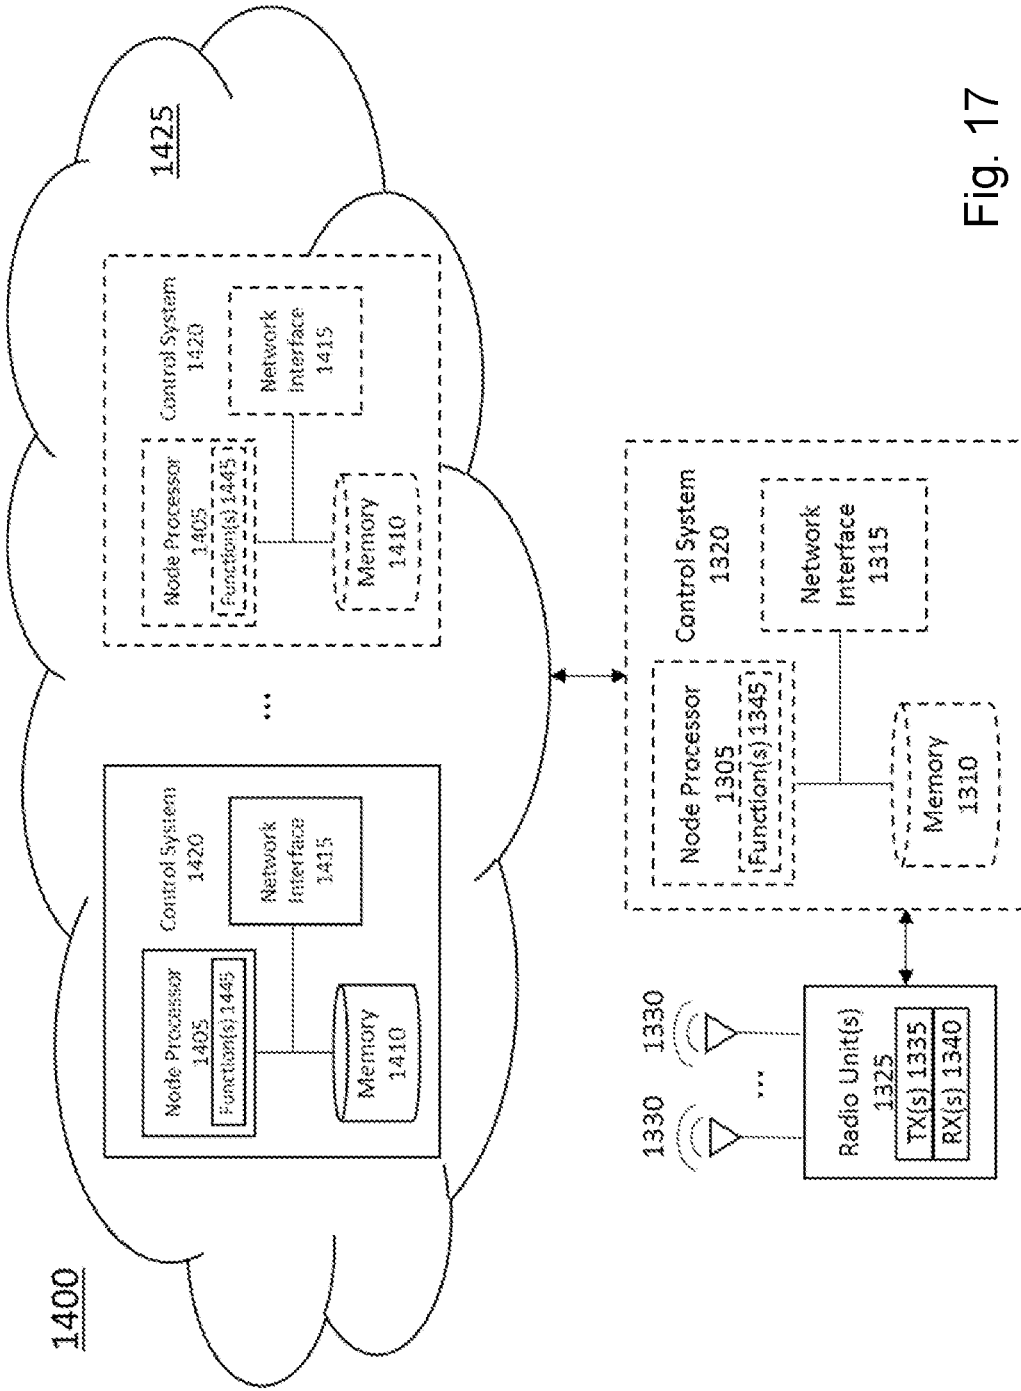 1400
1425
Node Processor
1405
Function(s) 1445
Control System
1420
Network
Interface
1415
Memory
1410
...
Node Processor
1405
Function(s) 1445
Control System
1420
Network
Interface
1415
Memory
1410
1330
1330
...
Radio Unit(s)
1325
TX(s) 1335
RX(s) 1340
Node Processor
1305
Function(s) 1345
Control System
1320
Network
Interface
1315
Memory
1310
Fig. 17